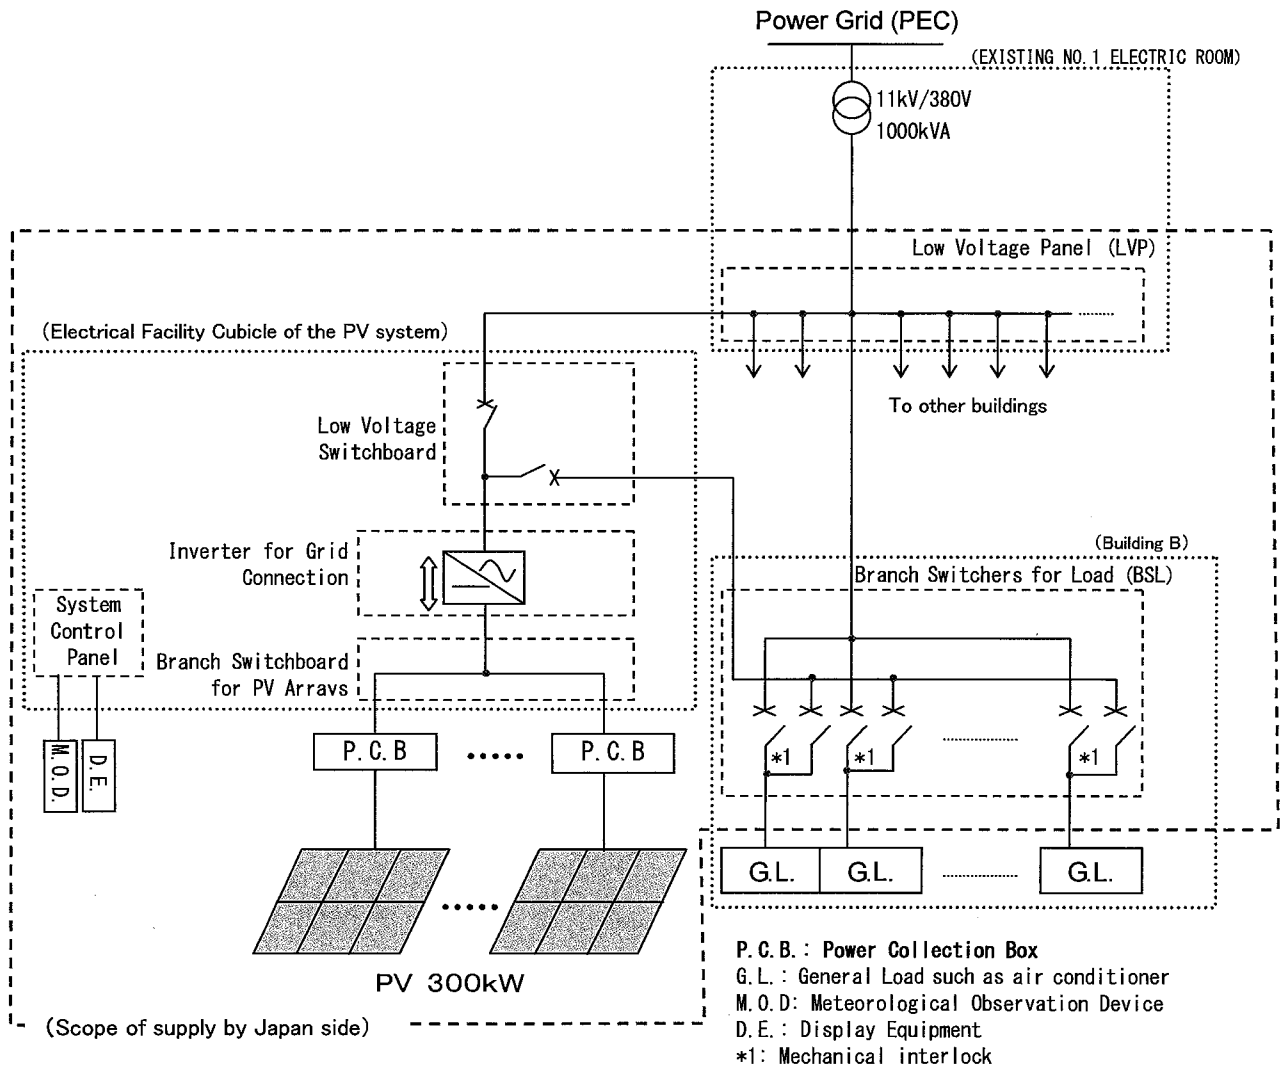 Power Grid (PEC)
(EXISTING NO.1 ELECTRIC ROOM)
11kV/380V
1000kVA
Low Voltage Panel (LVP)
(Electrical Facility Cubicle of the PV system)
To other buildings
Low Voltage
Switchboard
(Building B)
Inverter for Grid
Connection
Branch Switchers for Load (BSL)
System
Control
Panel
Branch Switchboard
for PV Arravs
*1
*1
*1
P.C.B
P.C.B
M.O.D.
D.E.
G.L.
G.L.
G.L.
PV 300kW
P.C.B.: Power Collection Box
G.L.: General Load such as air conditioner
M.O.D: Meteorological Observation Device
D.E.: Display Equipment
*1: Mechanical interlock
(Scope of supply by Japan side)